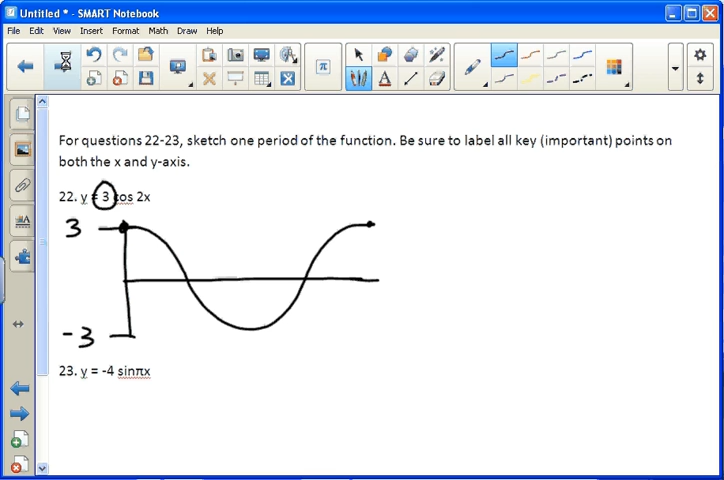 Untitled * - SMART Notebook
File Edit View Insert Format Math Draw Help
For questions 22-23, sketch one period of the function. Be sure to label all key (important) points on
both the x and y-axis.
22. y = 3 cos 2x
3
-3
23. y = -4 sinπx